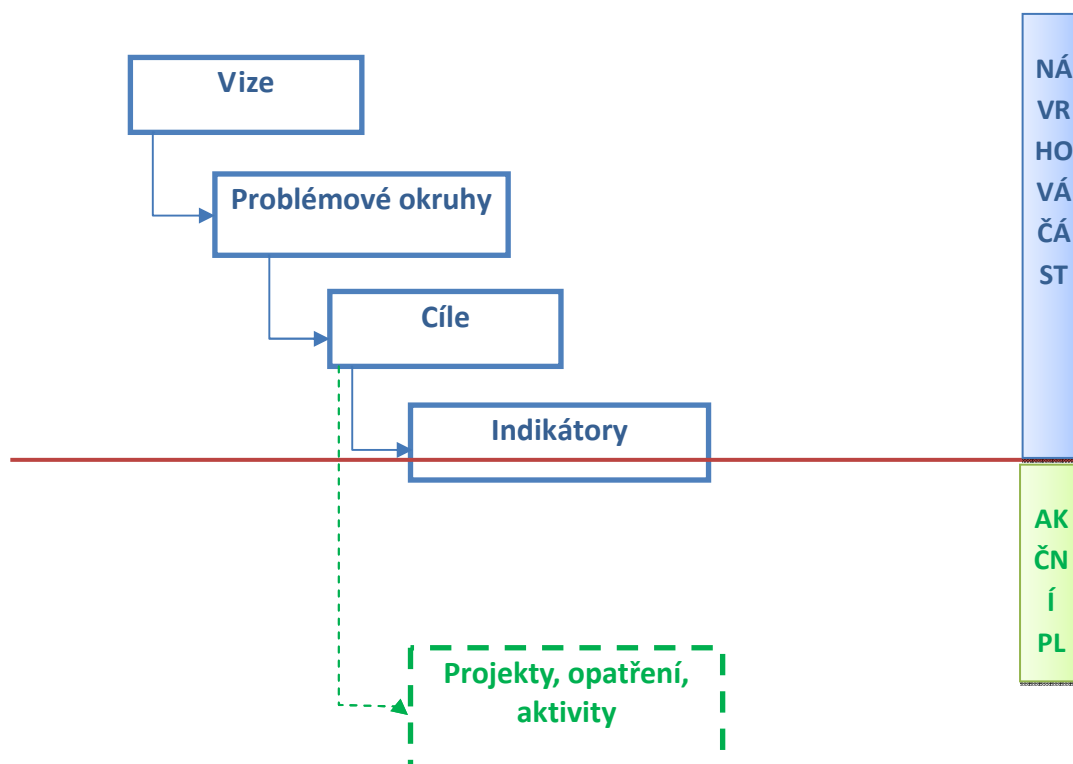 Vize
Problémové okruhy
Cíle
Indikátory
Projekty, opatření,
aktivity
NÁ
VR
HO
VÁ
ČÁ
ST
AK
ČN
Í
PL